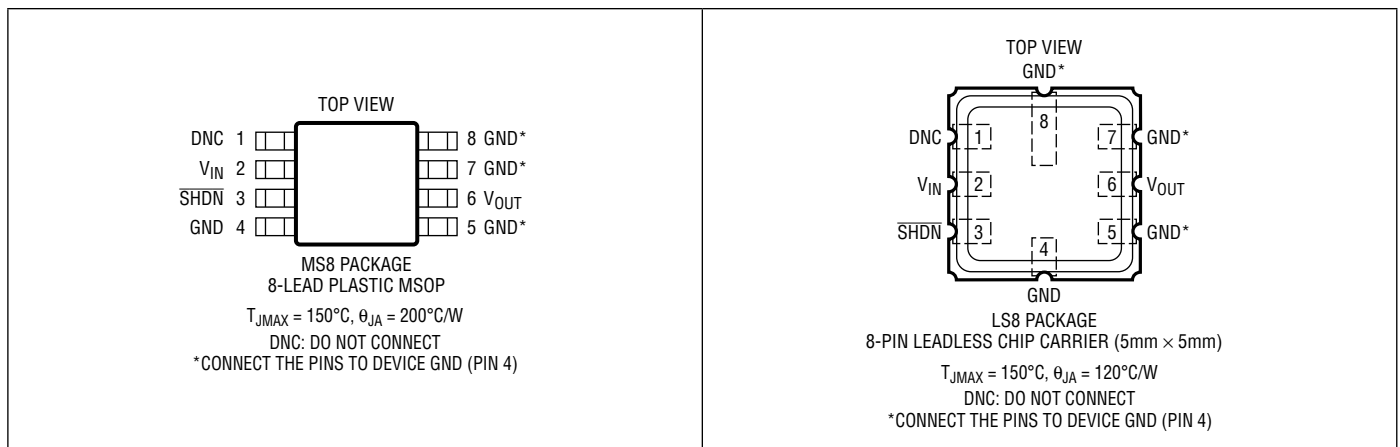 TOP VIEW
DNC 1
VIN 2
SHDN 3
GND 4
8 GND*
7 GND*
6 VOUT
5 GND*
MS8 PACKAGE
8-LEAD PLASTIC MSOP
TJMAX = 150°C, θJA = 200°C/W
DNC: DO NOT CONNECT
*CONNECT THE PINS TO DEVICE GND (PIN 4)
TOP VIEW
GND*
8
DNC 1
7 GND*
VIN 2
6 VOUT
SHDN 3
5 GND*
4
GND
LS8 PACKAGE
8-PIN LEADLESS CHIP CARRIER (5mm × 5mm)
TJMAX = 150°C, θJA = 120°C/W
DNC: DO NOT CONNECT
*CONNECT THE PINS TO DEVICE GND (PIN 4)